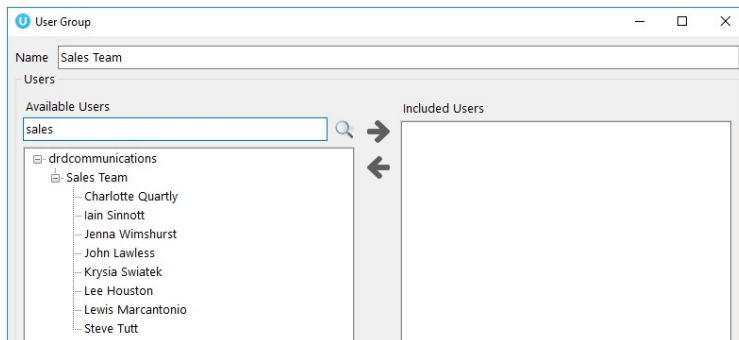 User Group
Name Sales Team
Users
Available Users
Included Users
sales
drdcommunications
Sales Team
Charlotte Quartly
Iain Sinnott
Jenna Wimshurst
John Lawless
Krysia Swiatek
Lee Houston
Lewis Marcantonio
Steve Tutt